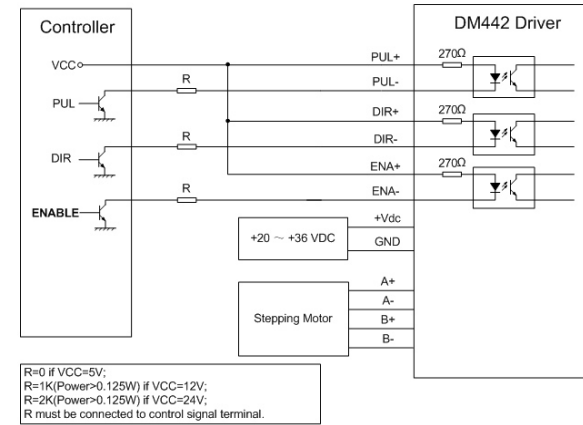 Controller
DM442 Driver
VCC
PUL+
270Ω
R
PUL-
PUL
DIR+
270Ω
R
DIR-
DIR
ENA+
270Ω
R
ENA-
ENABLE
+Vdc
+20 ～ +36 VDC
GND
A+
A-
Stepping Motor
B+
B-
R=0 if VCC=5V;
R=1K(Power>0.125W) if VCC=12V;
R=2K(Power>0.125W) if VCC=24V;
R must be connected to control signal terminal.